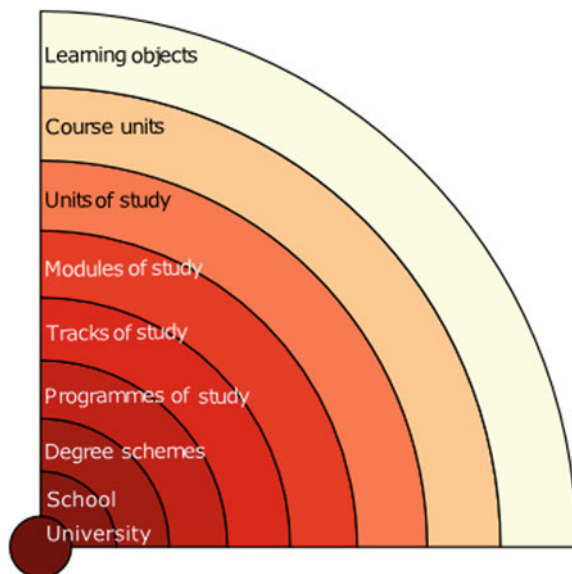 Learning objects
Course units
Units of study
Modules of study
Tracks of study
Programmes of study
Degree schemes
School
University